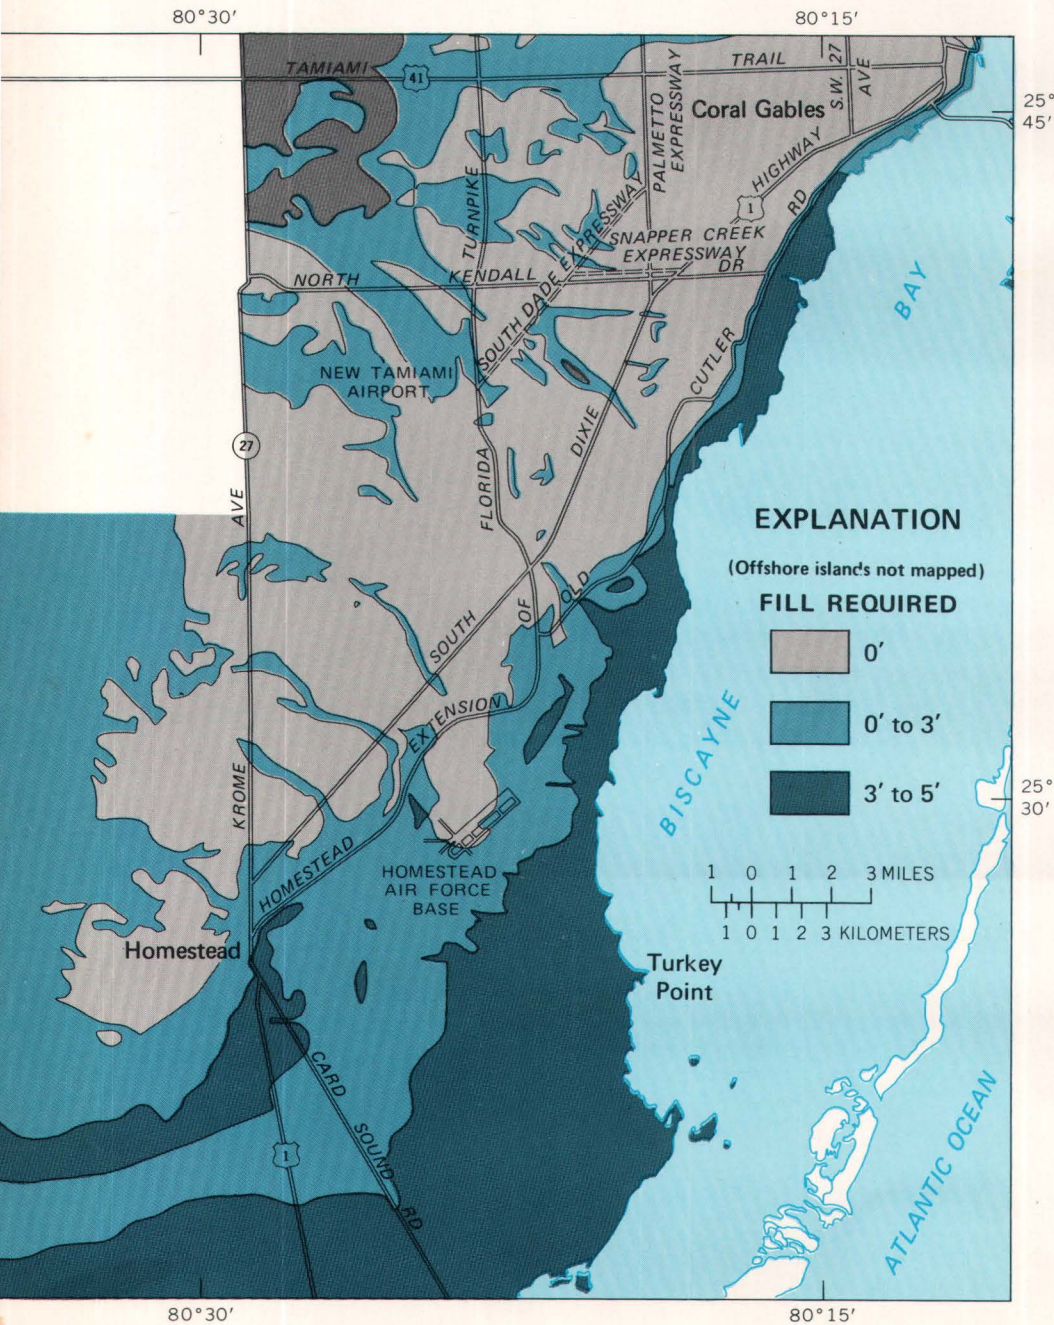 80°30′
80°15′
TAMIAMI
41
TRAIL
S.W. 27
AVE
PALMETTO
EXPRESSWAY
Coral Gables
25°
45′
HIGHWAY
1
RD
TURNPIKE
SNAPPER CREEK
EXPRESSWAY
NORTH
KENDALL
DR
SOUTH DADE EXPRESSWAY
BAY
NEW TAMIAMI
AIRPORT
CUTLER
DIXIE
27
AVE
FLORIDA
EXPLANATION
(Offshore islands not mapped)
FILL REQUIRED
0′
0′ to 3′
3′ to 5′
OLD
OF
SOUTH
EXTENSION
BISCAYNE
KROME
25°
30′
HOMESTEAD
HOMESTEAD
AIR FORCE
BASE
1 0 1 2 3 MILES
1 0 1 2 3 KILOMETERS
Homestead
Turkey
Point
CARD
SOUND
RD
1
ATLANTIC OCEAN
80°30′
80°15′